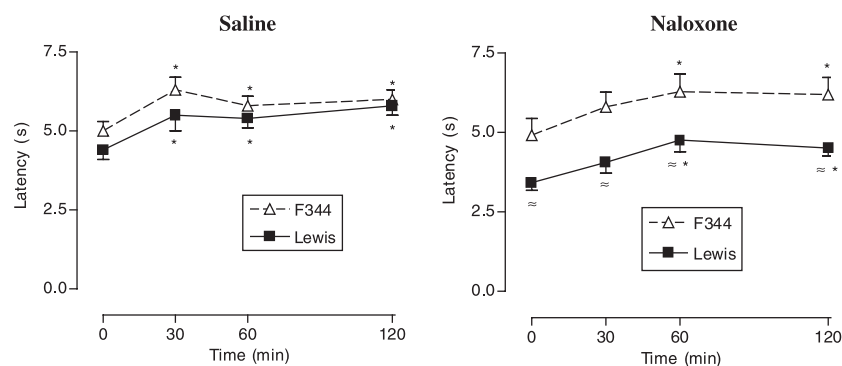 Saline
7.5
5.0
2.5
0.0
Latency (s)
* * *
* * *
F344
Lewis
0 30 60 120
Time (min)
Naloxone
7.5
5.0
2.5
0.0
Latency (s)
* *
≈ ≈ ≈ * ≈ *
F344
Lewis
0 30 60 120
Time (min)